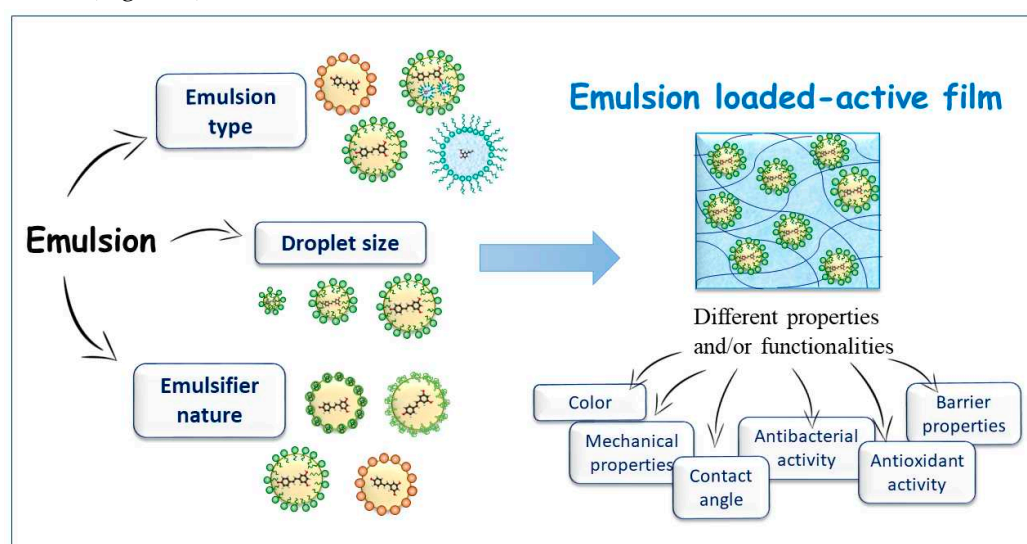 Emulsion
type
Emulsion loaded-active film
Emulsion
Droplet size
Different properties
and/or functionalities
Emulsifier
nature
Color
Mechanical
properties
Contact
angle
Antibacterial
activity
Antioxidant
activity
Barrier
properties